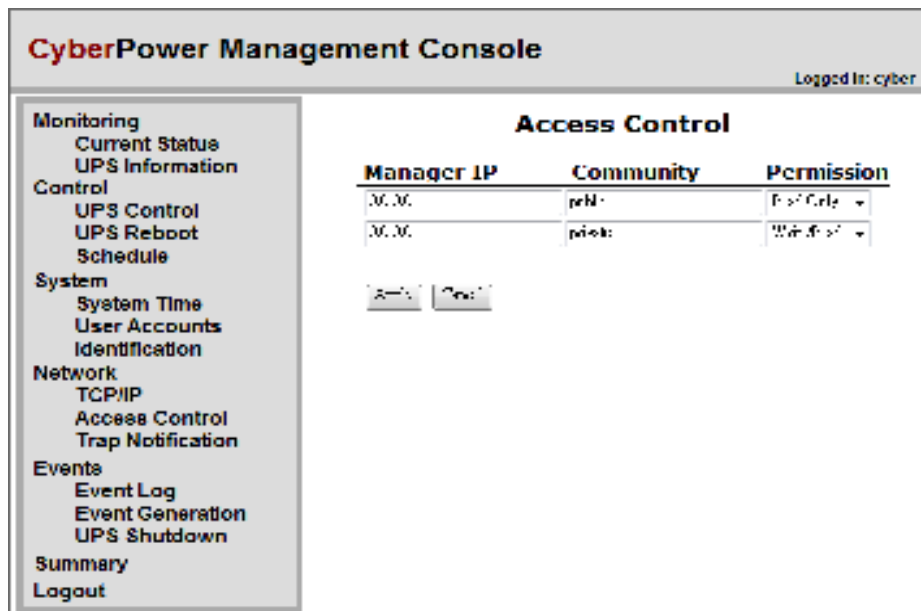 CyberPower Management Console
Logged In: cyber
Monitoring
Current Status
UPS Information
Control
UPS Control
UPS Reboot
Schedule
System
System Time
User Accounts
Identification
Network
TCP/IP
Access Control
Trap Notification
Events
Event Log
Event Generation
UPS Shutdown
Summary
Logout
Access Control
Manager IP Community Permission
public
private